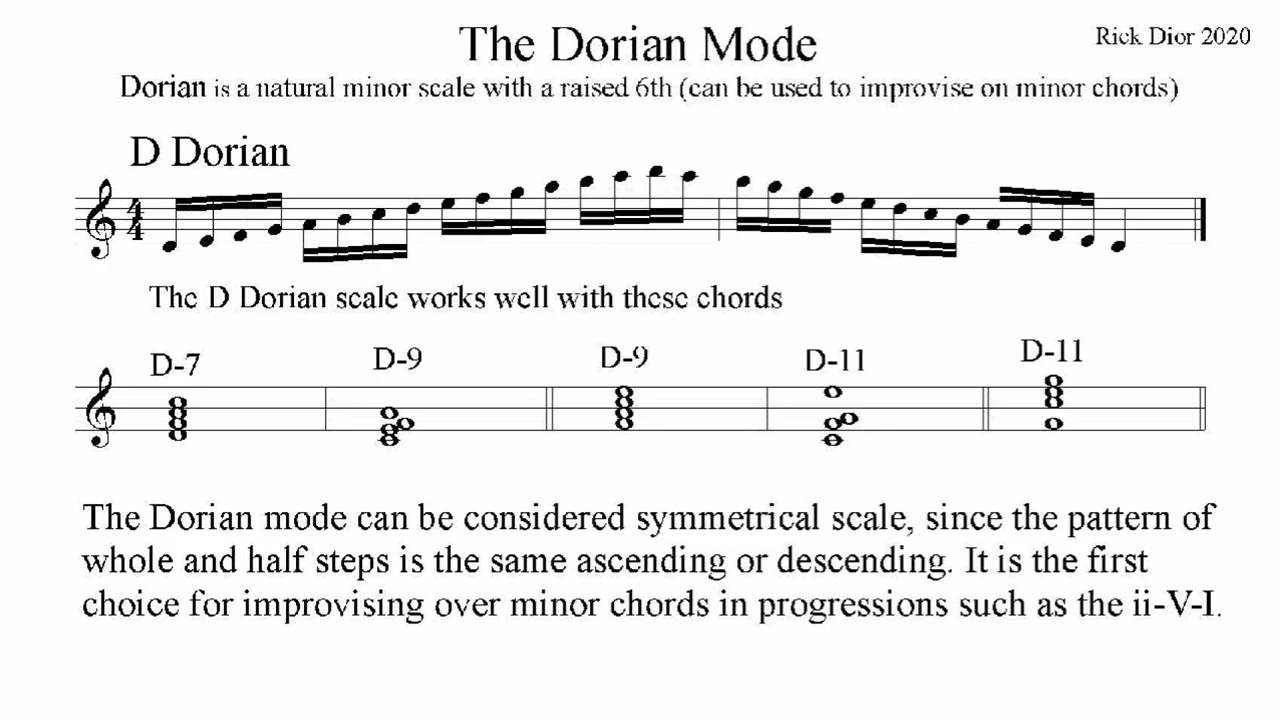 The Dorian Mode
Rick Dior 2020
Dorian is a natural minor scale with a raised 6th (can be used to improvise on minor chords)
D Dorian
4
4
The D Dorian scale works well with these chords
D-7 D-9 D-9 D-11 D-11
The Dorian mode can be considered symmetrical scale, since the pattern of
whole and half steps is the same ascending or descending. It is the first
choice for improvising over minor chords in progressions such as the ii-V-I.